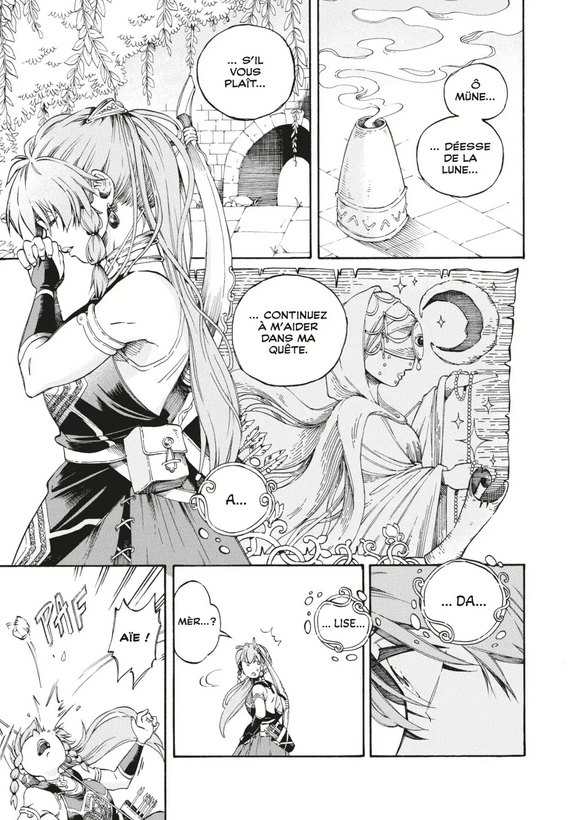 Ô
MÜNE...
... DÉESSE
DE LA
LUNE...
... S'IL
VOUS
PLAÎT...
... CONTINUEZ
À M'AIDER
DANS MA
QUÊTE.
A...
... DA...
... LISE...
MÈR...?
AÏE !
PAF